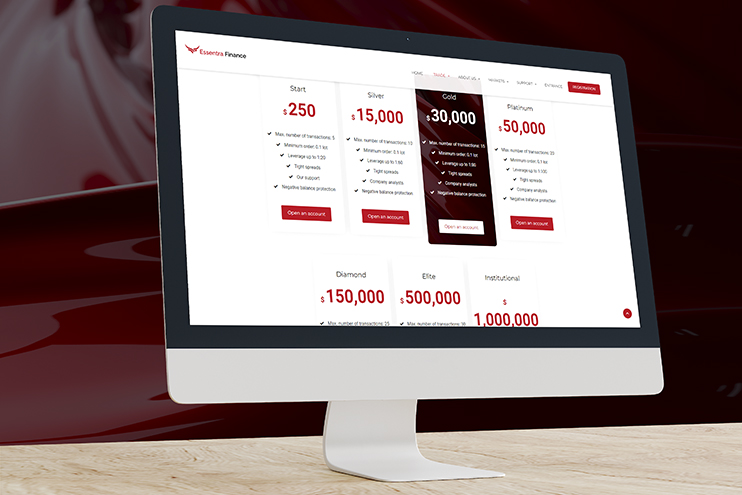 Essentra Finance
HOME TRADE ABOUT US MARKETS SUPPORT ENTRANCE REGISTRATION
Start
$250
Max. number of transactions: 5
Minimum order: 0.1 lot
Leverage up to 1:20
Tight spreads
Our support
Negative balance protection
Open an account
Silver
$15,000
Max. number of transactions: 10
Minimum order: 0.1 lot
Leverage up to 1:60
Tight spreads
Company analysts
Negative balance protection
Open an account
Gold
$30,000
Max. number of transactions: 15
Minimum order: 0.1 lot
Leverage up to 1:80
Tight spreads
Company analysts
Negative balance protection
Open an account
Platinum
$50,000
Max. number of transactions: 20
Minimum order: 0.1 lot
Leverage up to 1:100
Tight spreads
Company analysts
Negative balance protection
Open an account
Diamond
$150,000
Max. number of transactions: 25
Elite
$500,000
Max. number of transactions:
Institutional
$
1,000,000